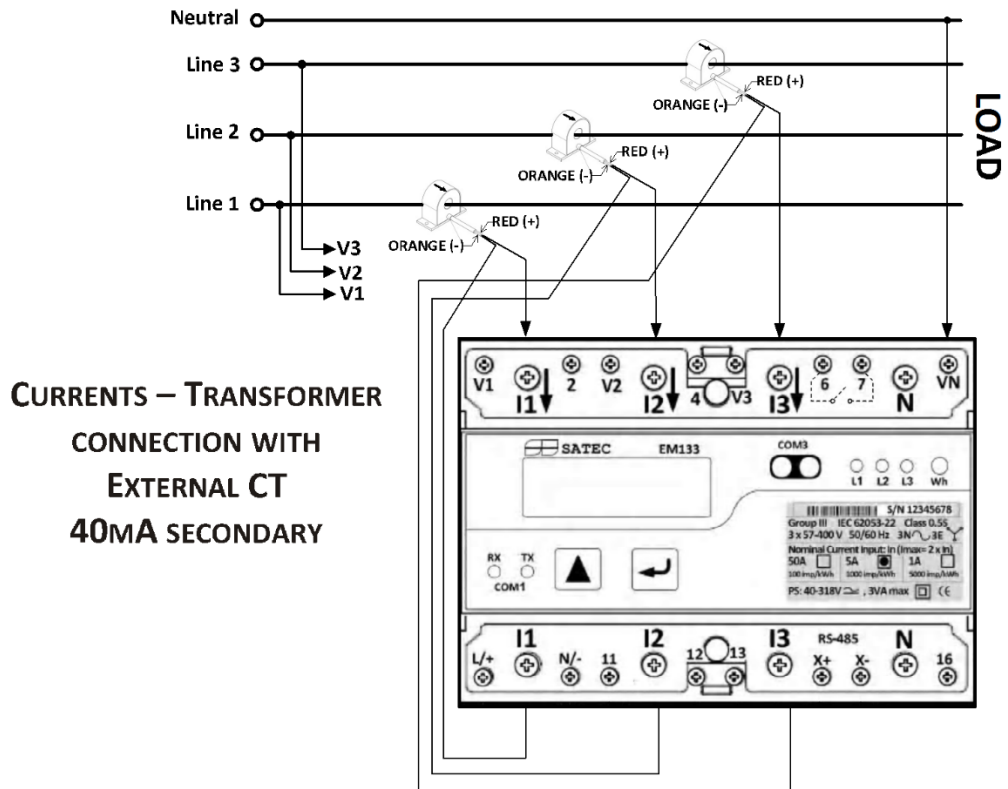 Neutral
Line 3
RED (+)
ORANGE (-)
LOAD
Line 2
RED (+)
ORANGE (-)
Line 1
RED (+)
ORANGE (-)
V3
V2
V1
CURRENTS – TRANSFORMER
CONNECTION WITH
EXTERNAL CT
40MA SECONDARY
V1 I1 2 V2 I2 4 V3 I3 6 7 N VN
SATEC EM133
COM3
L1 L2 L3 Wh
S/N 12345678
Group III IEC 62053-22 Class 0.5S
3 x 57-400 V 50/60 Hz 3N 3E
Nominal Current input: In (Imax= 2 x In)
50A 5A 1A
100 imp/kWh 1000 imp/kWh 5000 imp/kWh
PS: 40-318V , 3VA max CE
RX TX
COM1
I1 I2 I3 RS-485 N
L/+ N/- 11 12 13 X+ X- 16